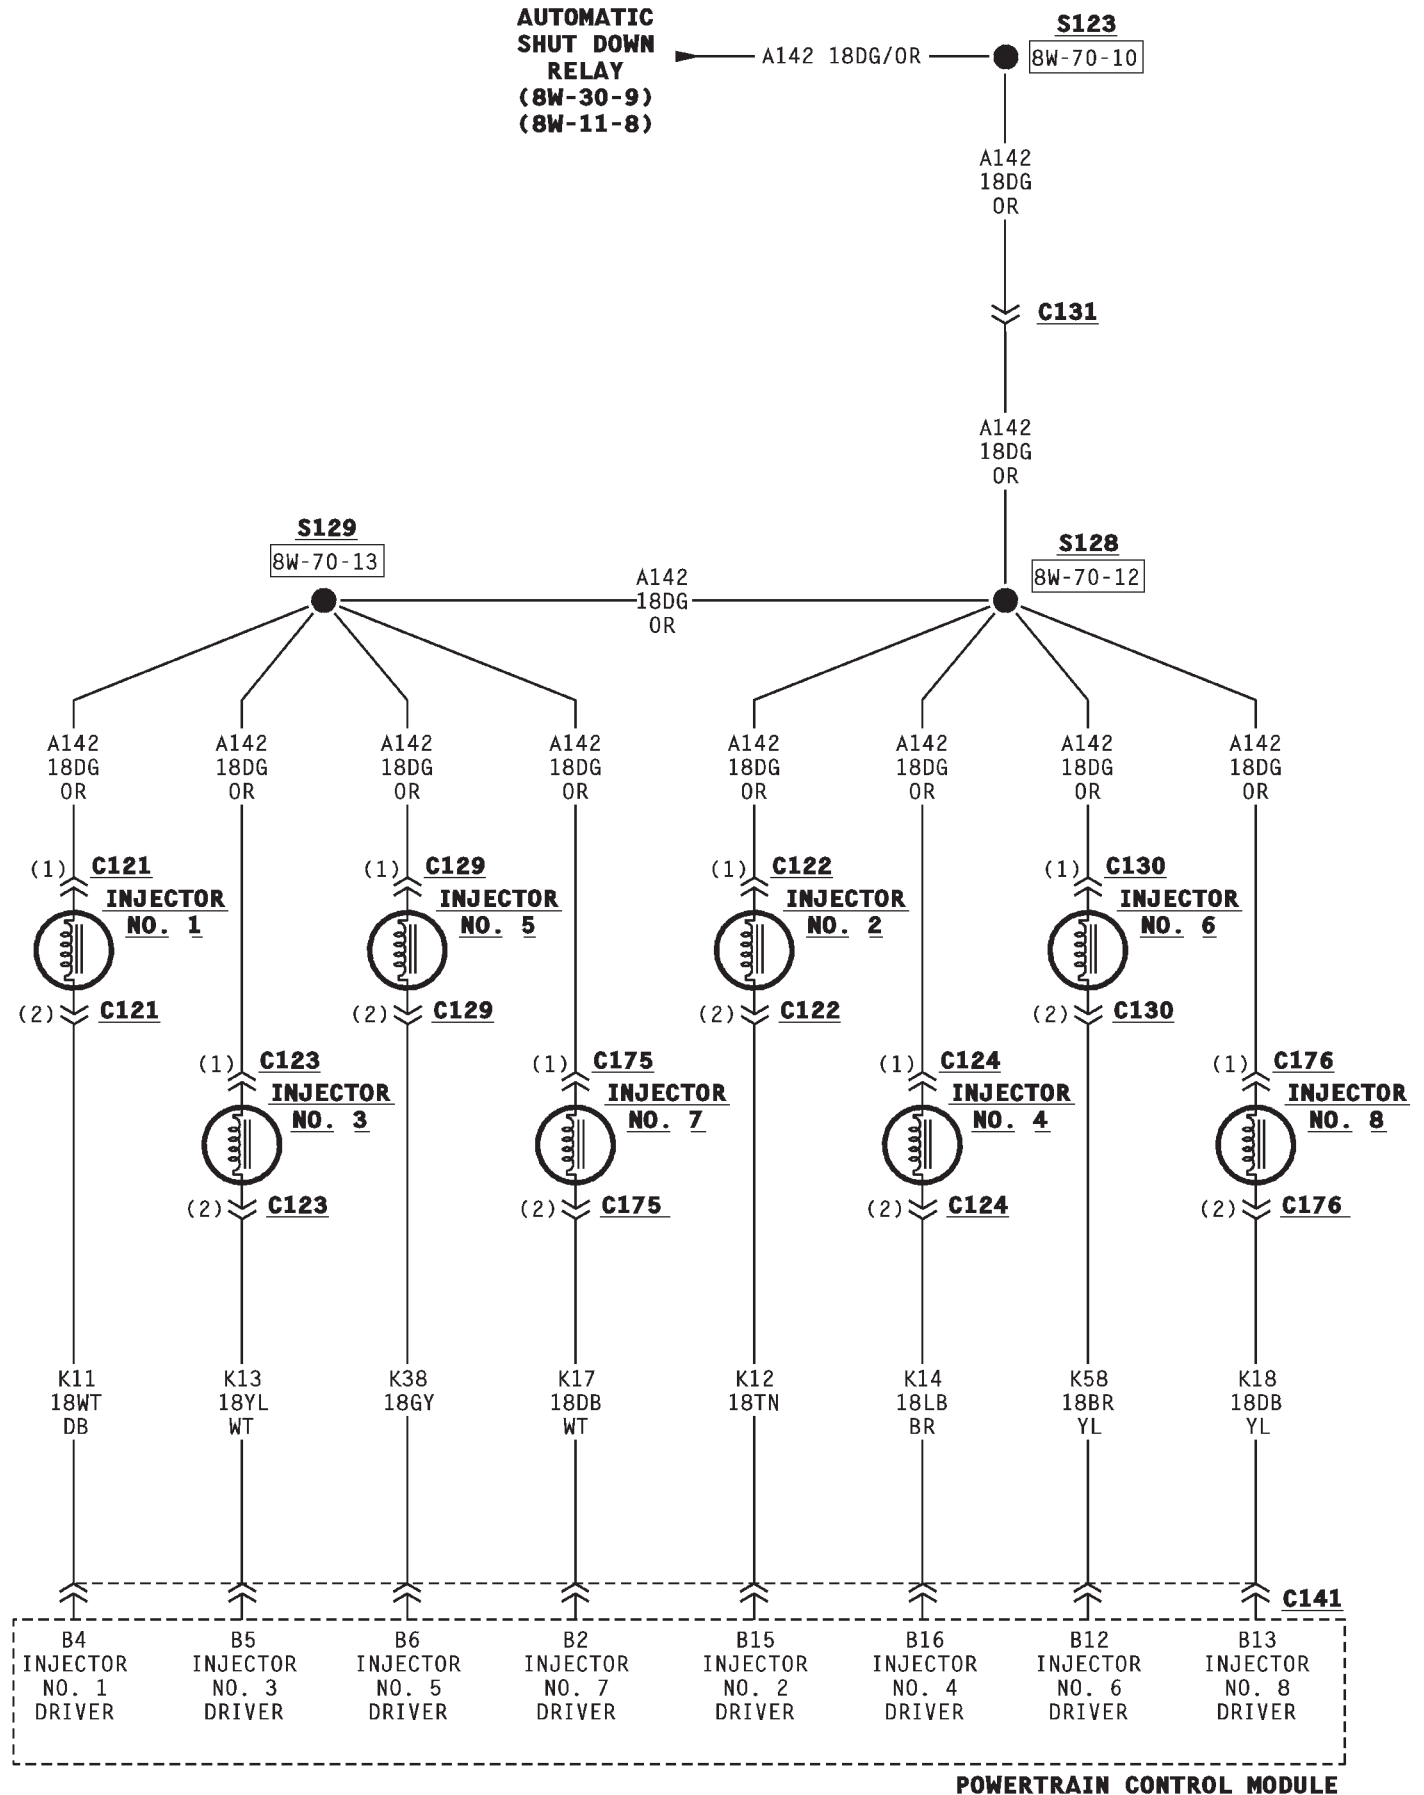 AUTOMATIC
SHUT DOWN
RELAY
(8W-30-9)
(8W-11-8)
A142 18DG/OR
S123
8W-70-10
A142
18DG
OR
C131
A142
18DG
OR
S129
8W-70-13
S128
8W-70-12
A142
18DG
OR
A142
18DG
OR
A142
18DG
OR
A142
18DG
OR
A142
18DG
OR
A142
18DG
OR
A142
18DG
OR
A142
18DG
OR
A142
18DG
OR
(1) C121
INJECTOR
NO. 1
(2) C121
(1) C129
INJECTOR
NO. 5
(2) C129
(1) C122
INJECTOR
NO. 2
(2) C122
(1) C130
INJECTOR
NO. 6
(2) C130
(1) C123
INJECTOR
NO. 3
(2) C123
(1) C175
INJECTOR
NO. 7
(2) C175
(1) C124
INJECTOR
NO. 4
(2) C124
(1) C176
INJECTOR
NO. 8
(2) C176
K11
18WT
DB
K13
18YL
WT
K38
18GY
K17
18DB
WT
K12
18TN
K14
18LB
BR
K58
18BR
YL
K18
18DB
YL
C141
B4
INJECTOR
NO. 1
DRIVER
B5
INJECTOR
NO. 3
DRIVER
B6
INJECTOR
NO. 5
DRIVER
B2
INJECTOR
NO. 7
DRIVER
B15
INJECTOR
NO. 2
DRIVER
B16
INJECTOR
NO. 4
DRIVER
B12
INJECTOR
NO. 6
DRIVER
B13
INJECTOR
NO. 8
DRIVER
POWERTRAIN CONTROL MODULE